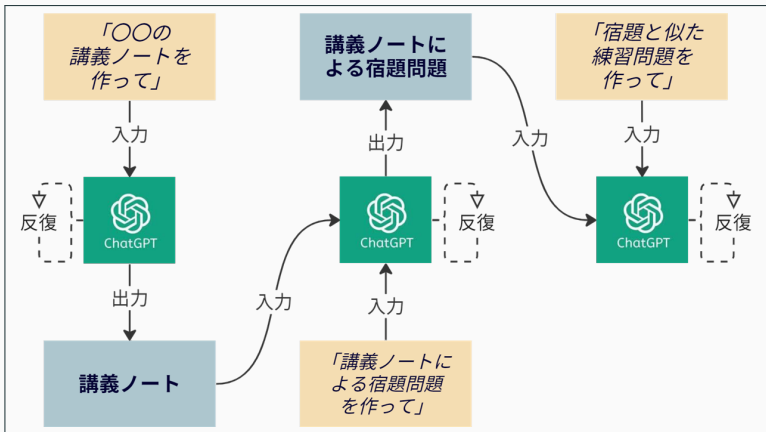 「〇〇の
講義ノートを
作って」
入力
反復
ChatGPT
出力
講義ノート
入力
講義ノートに
よる宿題問題
出力
ChatGPT
反復
入力
「講義ノートに
よる宿題問題
を作って」
入力
「宿題と似た
練習問題を
作って」
入力
ChatGPT
反復